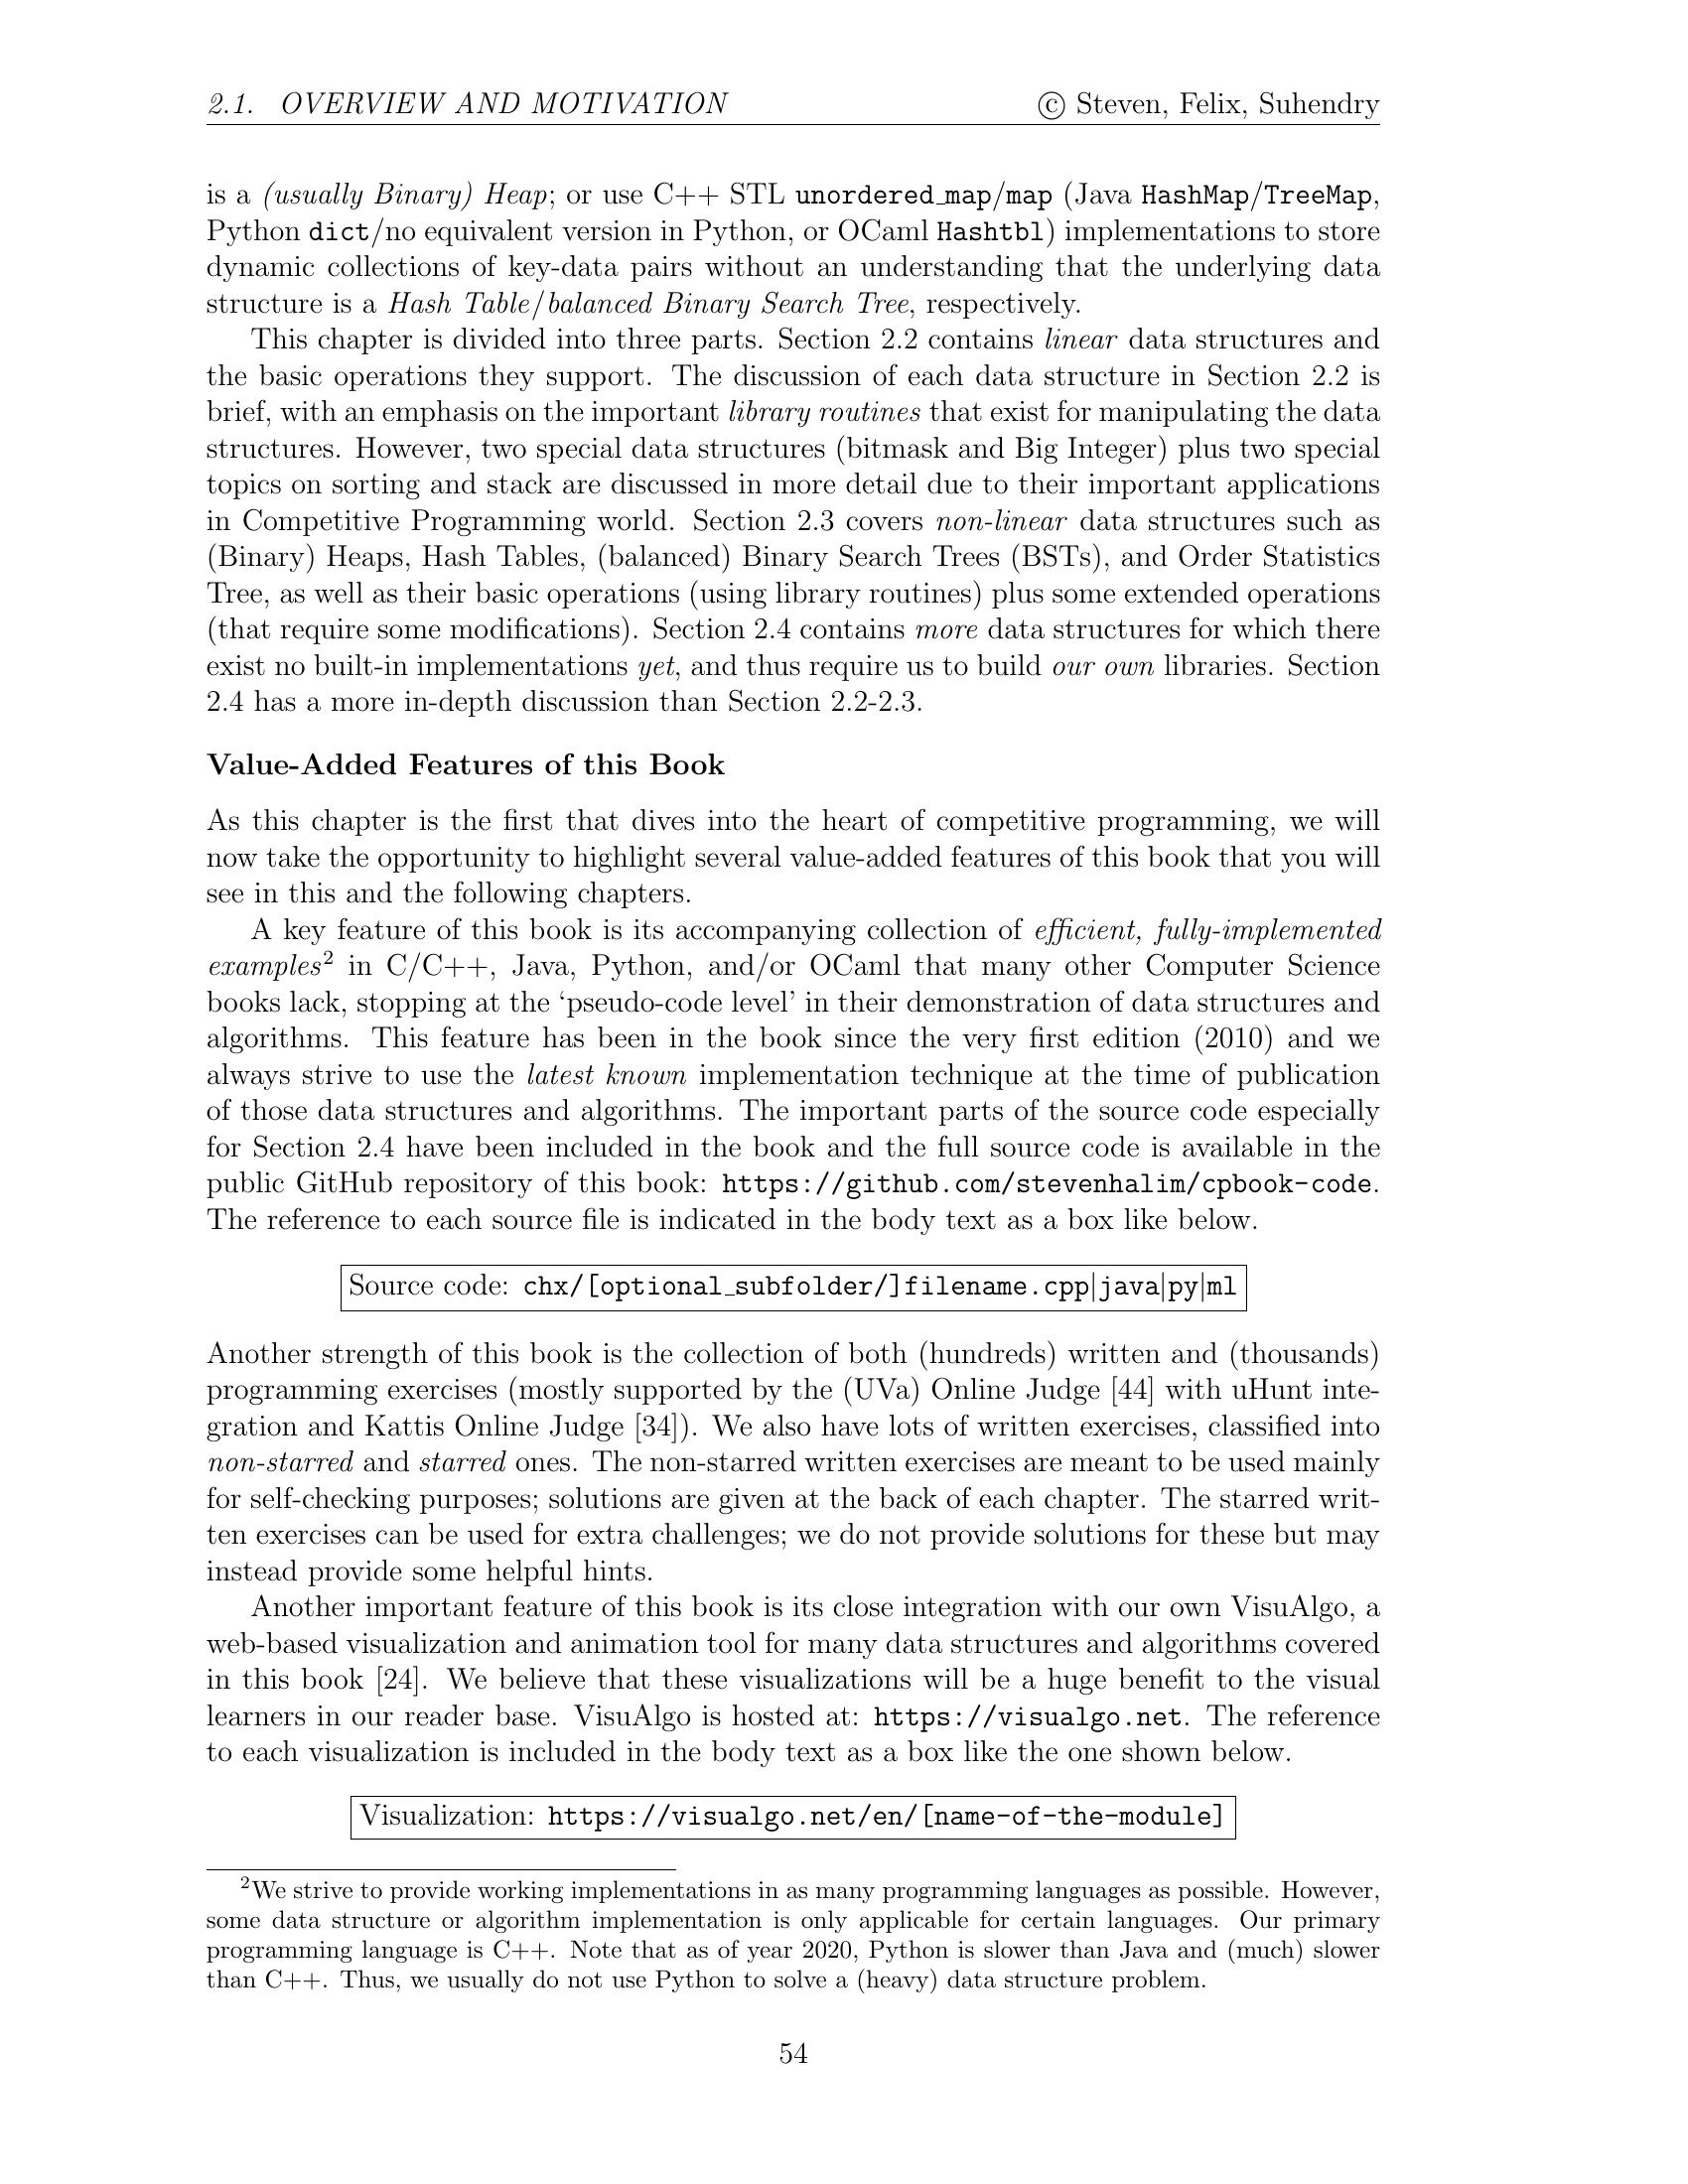 2.1. OVERVIEW AND MOTIVATION © Steven, Felix, Suhendry
is a (usually Binary) Heap; or use C++ STL unordered_map/map (Java HashMap/TreeMap,
Python dict/no equivalent version in Python, or OCaml Hashtbl) implementations to store
dynamic collections of key-data pairs without an understanding that the underlying data
structure is a Hash Table/balanced Binary Search Tree, respectively.
This chapter is divided into three parts. Section 2.2 contains linear data structures and
the basic operations they support. The discussion of each data structure in Section 2.2 is
brief, with an emphasis on the important library routines that exist for manipulating the data
structures. However, two special data structures (bitmask and Big Integer) plus two special
topics on sorting and stack are discussed in more detail due to their important applications
in Competitive Programming world. Section 2.3 covers non-linear data structures such as
(Binary) Heaps, Hash Tables, (balanced) Binary Search Trees (BSTs), and Order Statistics
Tree, as well as their basic operations (using library routines) plus some extended operations
(that require some modifications). Section 2.4 contains more data structures for which there
exist no built-in implementations yet, and thus require us to build our own libraries. Section
2.4 has a more in-depth discussion than Section 2.2-2.3.
Value-Added Features of this Book
As this chapter is the first that dives into the heart of competitive programming, we will
now take the opportunity to highlight several value-added features of this book that you will
see in this and the following chapters.
A key feature of this book is its accompanying collection of efficient, fully-implemented
examples² in C/C++, Java, Python, and/or OCaml that many other Computer Science
books lack, stopping at the ‘pseudo-code level’ in their demonstration of data structures and
algorithms. This feature has been in the book since the very first edition (2010) and we
always strive to use the latest known implementation technique at the time of publication
of those data structures and algorithms. The important parts of the source code especially
for Section 2.4 have been included in the book and the full source code is available in the
public GitHub repository of this book: https://github.com/stevenhalim/cpbook-code.
The reference to each source file is indicated in the body text as a box like below.
Source code: chx/[optional_subfolder/]filename.cpp|java|py|ml
Another strength of this book is the collection of both (hundreds) written and (thousands)
programming exercises (mostly supported by the (UVa) Online Judge [44] with uHunt inte-
gration and Kattis Online Judge [34]). We also have lots of written exercises, classified into
non-starred and starred ones. The non-starred written exercises are meant to be used mainly
for self-checking purposes; solutions are given at the back of each chapter. The starred writ-
ten exercises can be used for extra challenges; we do not provide solutions for these but may
instead provide some helpful hints.
Another important feature of this book is its close integration with our own VisuAlgo, a
web-based visualization and animation tool for many data structures and algorithms covered
in this book [24]. We believe that these visualizations will be a huge benefit to the visual
learners in our reader base. VisuAlgo is hosted at: https://visualgo.net. The reference
to each visualization is included in the body text as a box like the one shown below.
Visualization: https://visualgo.net/en/[name-of-the-module]
²We strive to provide working implementations in as many programming languages as possible. However,
some data structure or algorithm implementation is only applicable for certain languages. Our primary
programming language is C++. Note that as of year 2020, Python is slower than Java and (much) slower
than C++. Thus, we usually do not use Python to solve a (heavy) data structure problem.
54